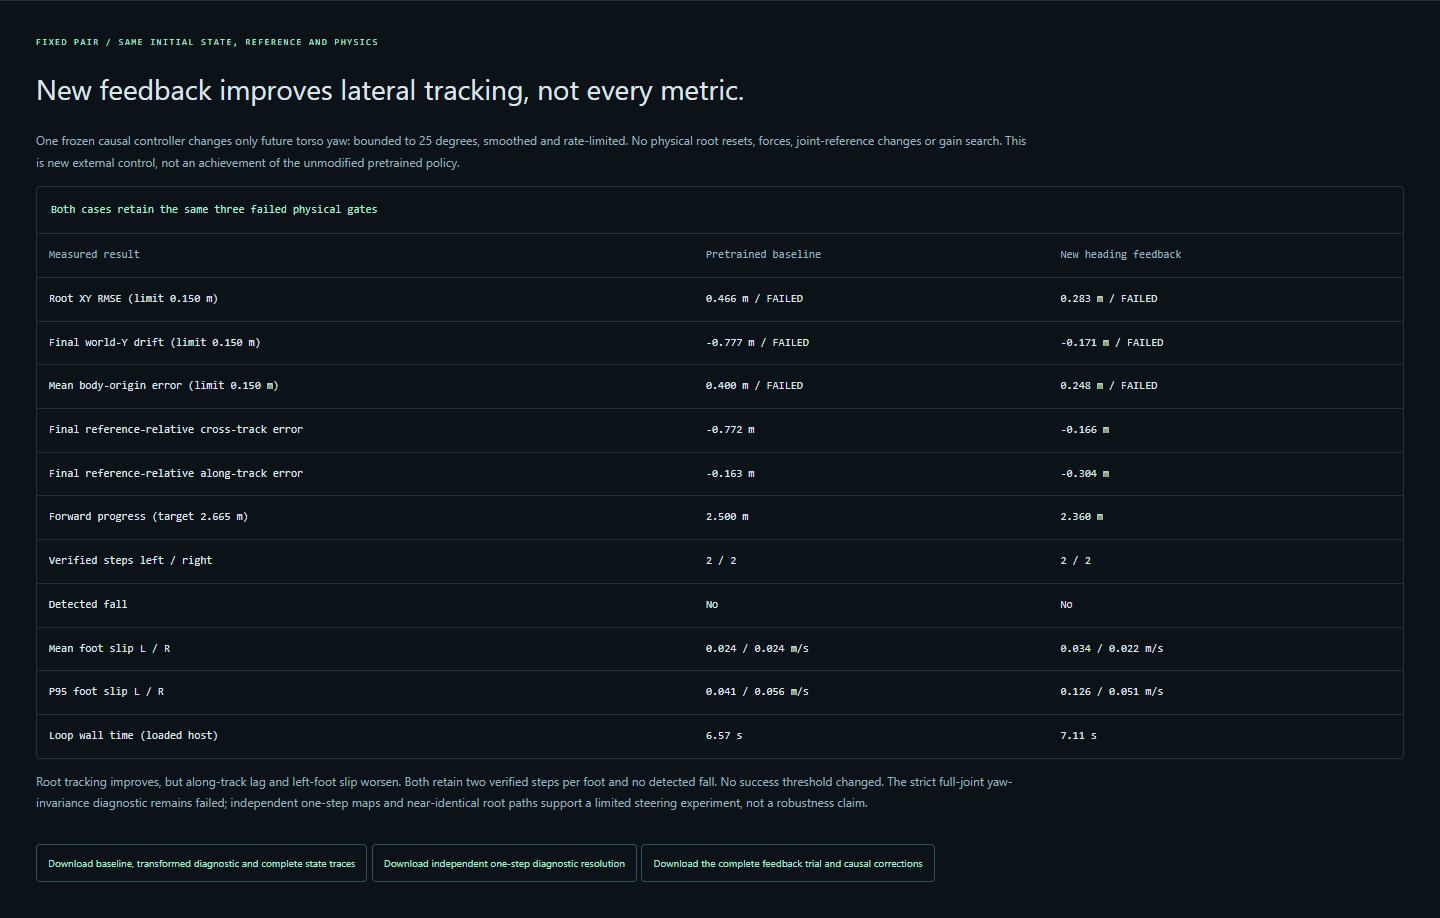 FIXED PAIR / SAME INITIAL STATE, REFERENCE AND PHYSICS
New feedback improves lateral tracking, not every metric.
One frozen causal controller changes only future torso yaw: bounded to 25 degrees, smoothed and rate-limited. No physical root resets, forces, joint-reference changes or gain search. This
is new external control, not an achievement of the unmodified pretrained policy.
Both cases retain the same three failed physical gates
Measured result Pretrained baseline New heading feedback
Root XY RMSE (limit 0.150 m) 0.466 m / FAILED 0.283 m / FAILED
Final world-Y drift (limit 0.150 m) -0.777 m / FAILED -0.171 m / FAILED
Mean body-origin error (limit 0.150 m) 0.400 m / FAILED 0.248 m / FAILED
Final reference-relative cross-track error -0.772 m -0.166 m
Final reference-relative along-track error -0.163 m -0.304 m
Forward progress (target 2.665 m) 2.500 m 2.360 m
Verified steps left / right 2 / 2 2 / 2
Detected fall No No
Mean foot slip L / R 0.024 / 0.024 m/s 0.034 / 0.022 m/s
P95 foot slip L / R 0.041 / 0.056 m/s 0.126 / 0.051 m/s
Loop wall time (loaded host) 6.57 s 7.11 s
Root tracking improves, but along-track lag and left-foot slip worsen. Both retain two verified steps per foot and no detected fall. No success threshold changed. The strict full-joint yaw-
invariance diagnostic remains failed; independent one-step maps and near-identical root paths support a limited steering experiment, not a robustness claim.
Download baseline, transformed diagnostic and complete state traces
Download independent one-step diagnostic resolution
Download the complete feedback trial and causal corrections